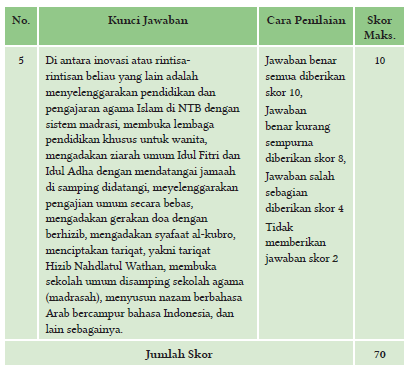 No. Kunci Jawaban Cara Penilaian Skor Maks.
5
Di antara inovasi atau rintisa-
rintisan beliau yang lain adalah
menyelenggarakan pendidikan dan
pengajaran agama Islam di NTB dengan
sistem madrasi, membuka lembaga
pendidikan khusus untuk wanita,
mengadakan ziarah umum Idul Fitri dan
Idul Adha dengan mendatangai jamaah
di samping didatangi, meyelenggarakan
pengajian umum secara bebas,
mengadakan gerakan doa dengan
berhizib, mengadakan syafaat al-kubro,
menciptakan tariqat, yakni tariqat
Hizib Nahdlatul Wathan, membuka
sekolah umum disamping sekolah agama
(madrasah), menyusun nazam berbahasa
Arab bercampur bahasa Indonesia, dan
lain sebagainya.
Jawaban benar
semua diberikan
skor 10,
Jawaban
benar kurang
sempurna
diberikan skor 8,
Jawaban salah
sebagian
diberikan skor 4
Tidak
memberikan
jawaban skor 2
10
Jumlah Skor 70